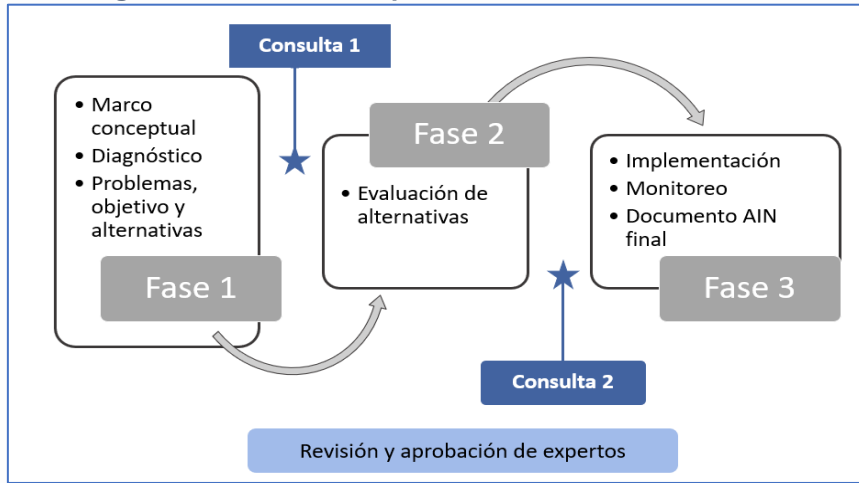 Consulta 1
• Marco
conceptual
• Diagnóstico
• Problemas,
objetivo y
alternativas
Fase 1
Fase 2
• Evaluación de
alternativas
• Implementación
• Monitoreo
• Documento AIN
final
Fase 3
Consulta 2
Revisión y aprobación de expertos